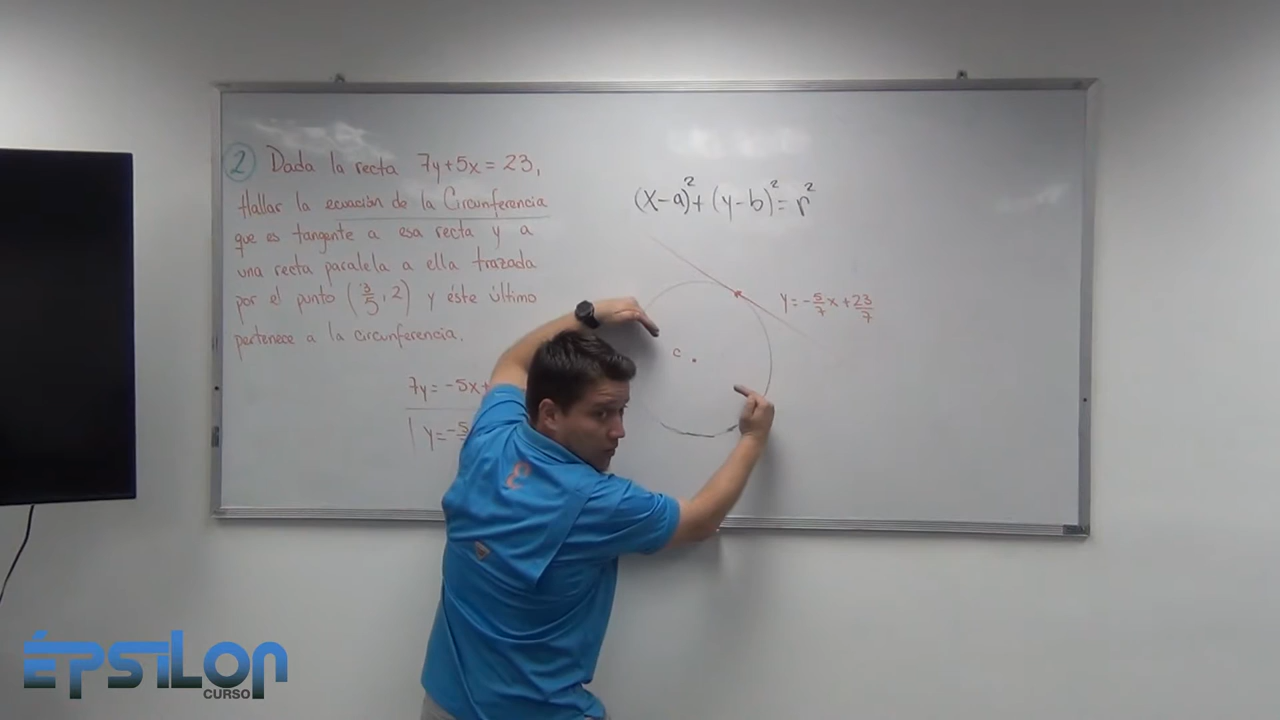 2 Dada la recta 7y+5x=23,
Hallar la ecuación de la Circunferencia
que es tangente a esa recta y a
una recta paralela a ella trazada
por el punto (3/5, 2) y éste último
pertenece a la circunferencia.
7y = -5x+
y = -5
(x-a)²+(y-b)²=r²
y=-5/7x+23/7
C
ε
ÉPSILON
CURSO